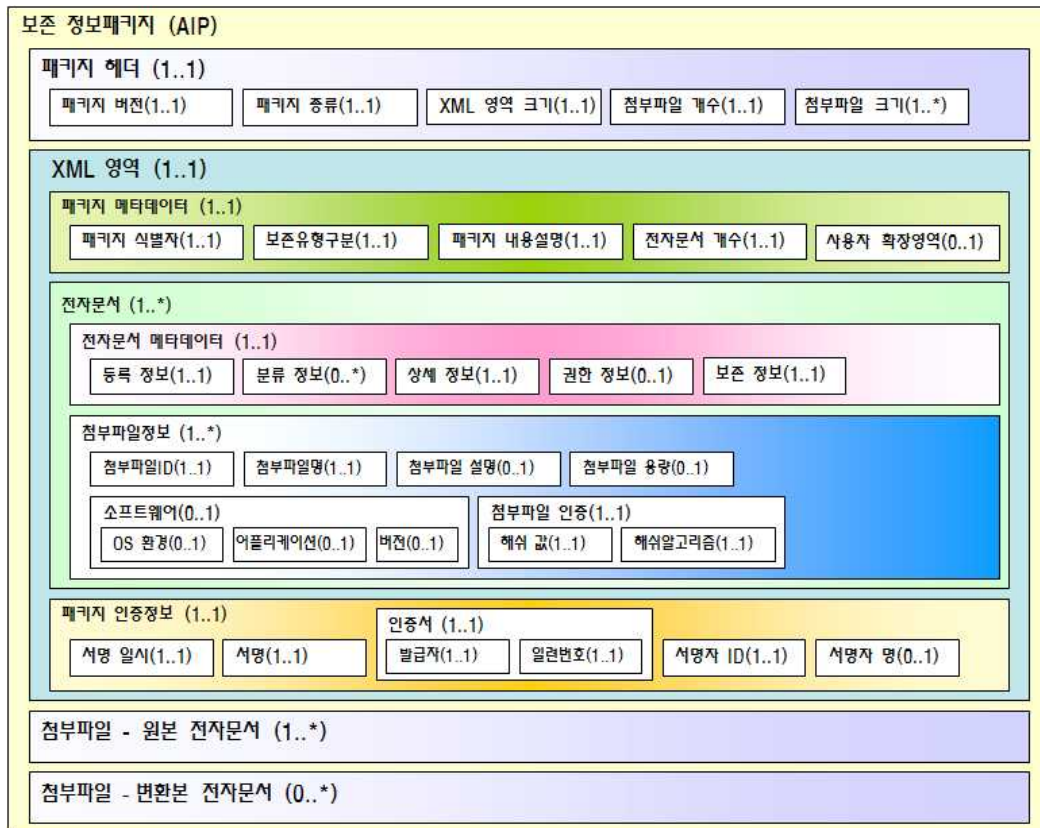 보존 정보패키지 (AIP)
패키지 헤더 (1..1)
패키지 버전(1..1) 패키지 종류(1..1) XML 영역 크기(1..1) 첨부파일 개수(1..1) 첨부파일 크기(1..*)
XML 영역 (1..1)
패키지 메타데이터 (1..1)
패키지 식별자(1..1) 보존유형구분(1..1) 패키지 내용설명(1..1) 전자문서 개수(1..1) 사용자 확장영역(0..1)
전자문서 (1..*)
전자문서 메타데이터 (1..1)
등록 정보(1..1) 분류 정보(0..*) 상세 정보(1..1) 권한 정보(0..1) 보존 정보(1..1)
첨부파일정보 (1..*)
첨부파일ID(1..1) 첨부파일명(1..1) 첨부파일 설명(0..1) 첨부파일 용량(0..1)
소프트웨어(0..1) 첨부파일 인증(1..1)
OS 환경(0..1) 어플리케이션(0..1) 버전(0..1) 해쉬 값(1..1) 해쉬알고리즘(1..1)
패키지 인증정보 (1..1)
인증서 (1..1)
서명 일시(1..1) 서명(1..1) 발급자(1..1) 일련번호(1..1) 서명자 ID(1..1) 서명자 명(0..1)
첨부파일 - 원본 전자문서 (1..*)
첨부파일 - 변환본 전자문서 (0..*)